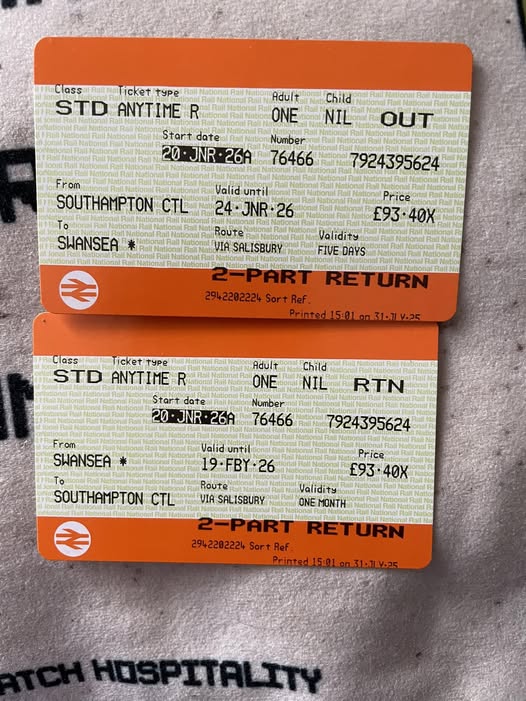 Class Ticket type Adult Child
STD ANYTIME R ONE NIL OUT
Start date Number
20·JNR·26A 76466 7924395624
From Valid until Price
SOUTHAMPTON CTL 24·JNR·26 £93·40X
To Route Validity
SWANSEA * VIA SALISBURY FIVE DAYS
2-PART RETURN
2942202224 Sort Ref.
Printed 15:01 on 31·JLY·25
Class Ticket type Adult Child
STD ANYTIME R ONE NIL RTN
Start date Number
20·JNR·26A 76466 7924395624
From Valid until Price
SWANSEA * 19·FBY·26 £93·40X
To Route Validity
SOUTHAMPTON CTL VIA SALISBURY ONE MONTH
2-PART RETURN
2942202224 Sort Ref.
Printed 15:01 on 31·JLY·25
ATCH HOSPITALITY